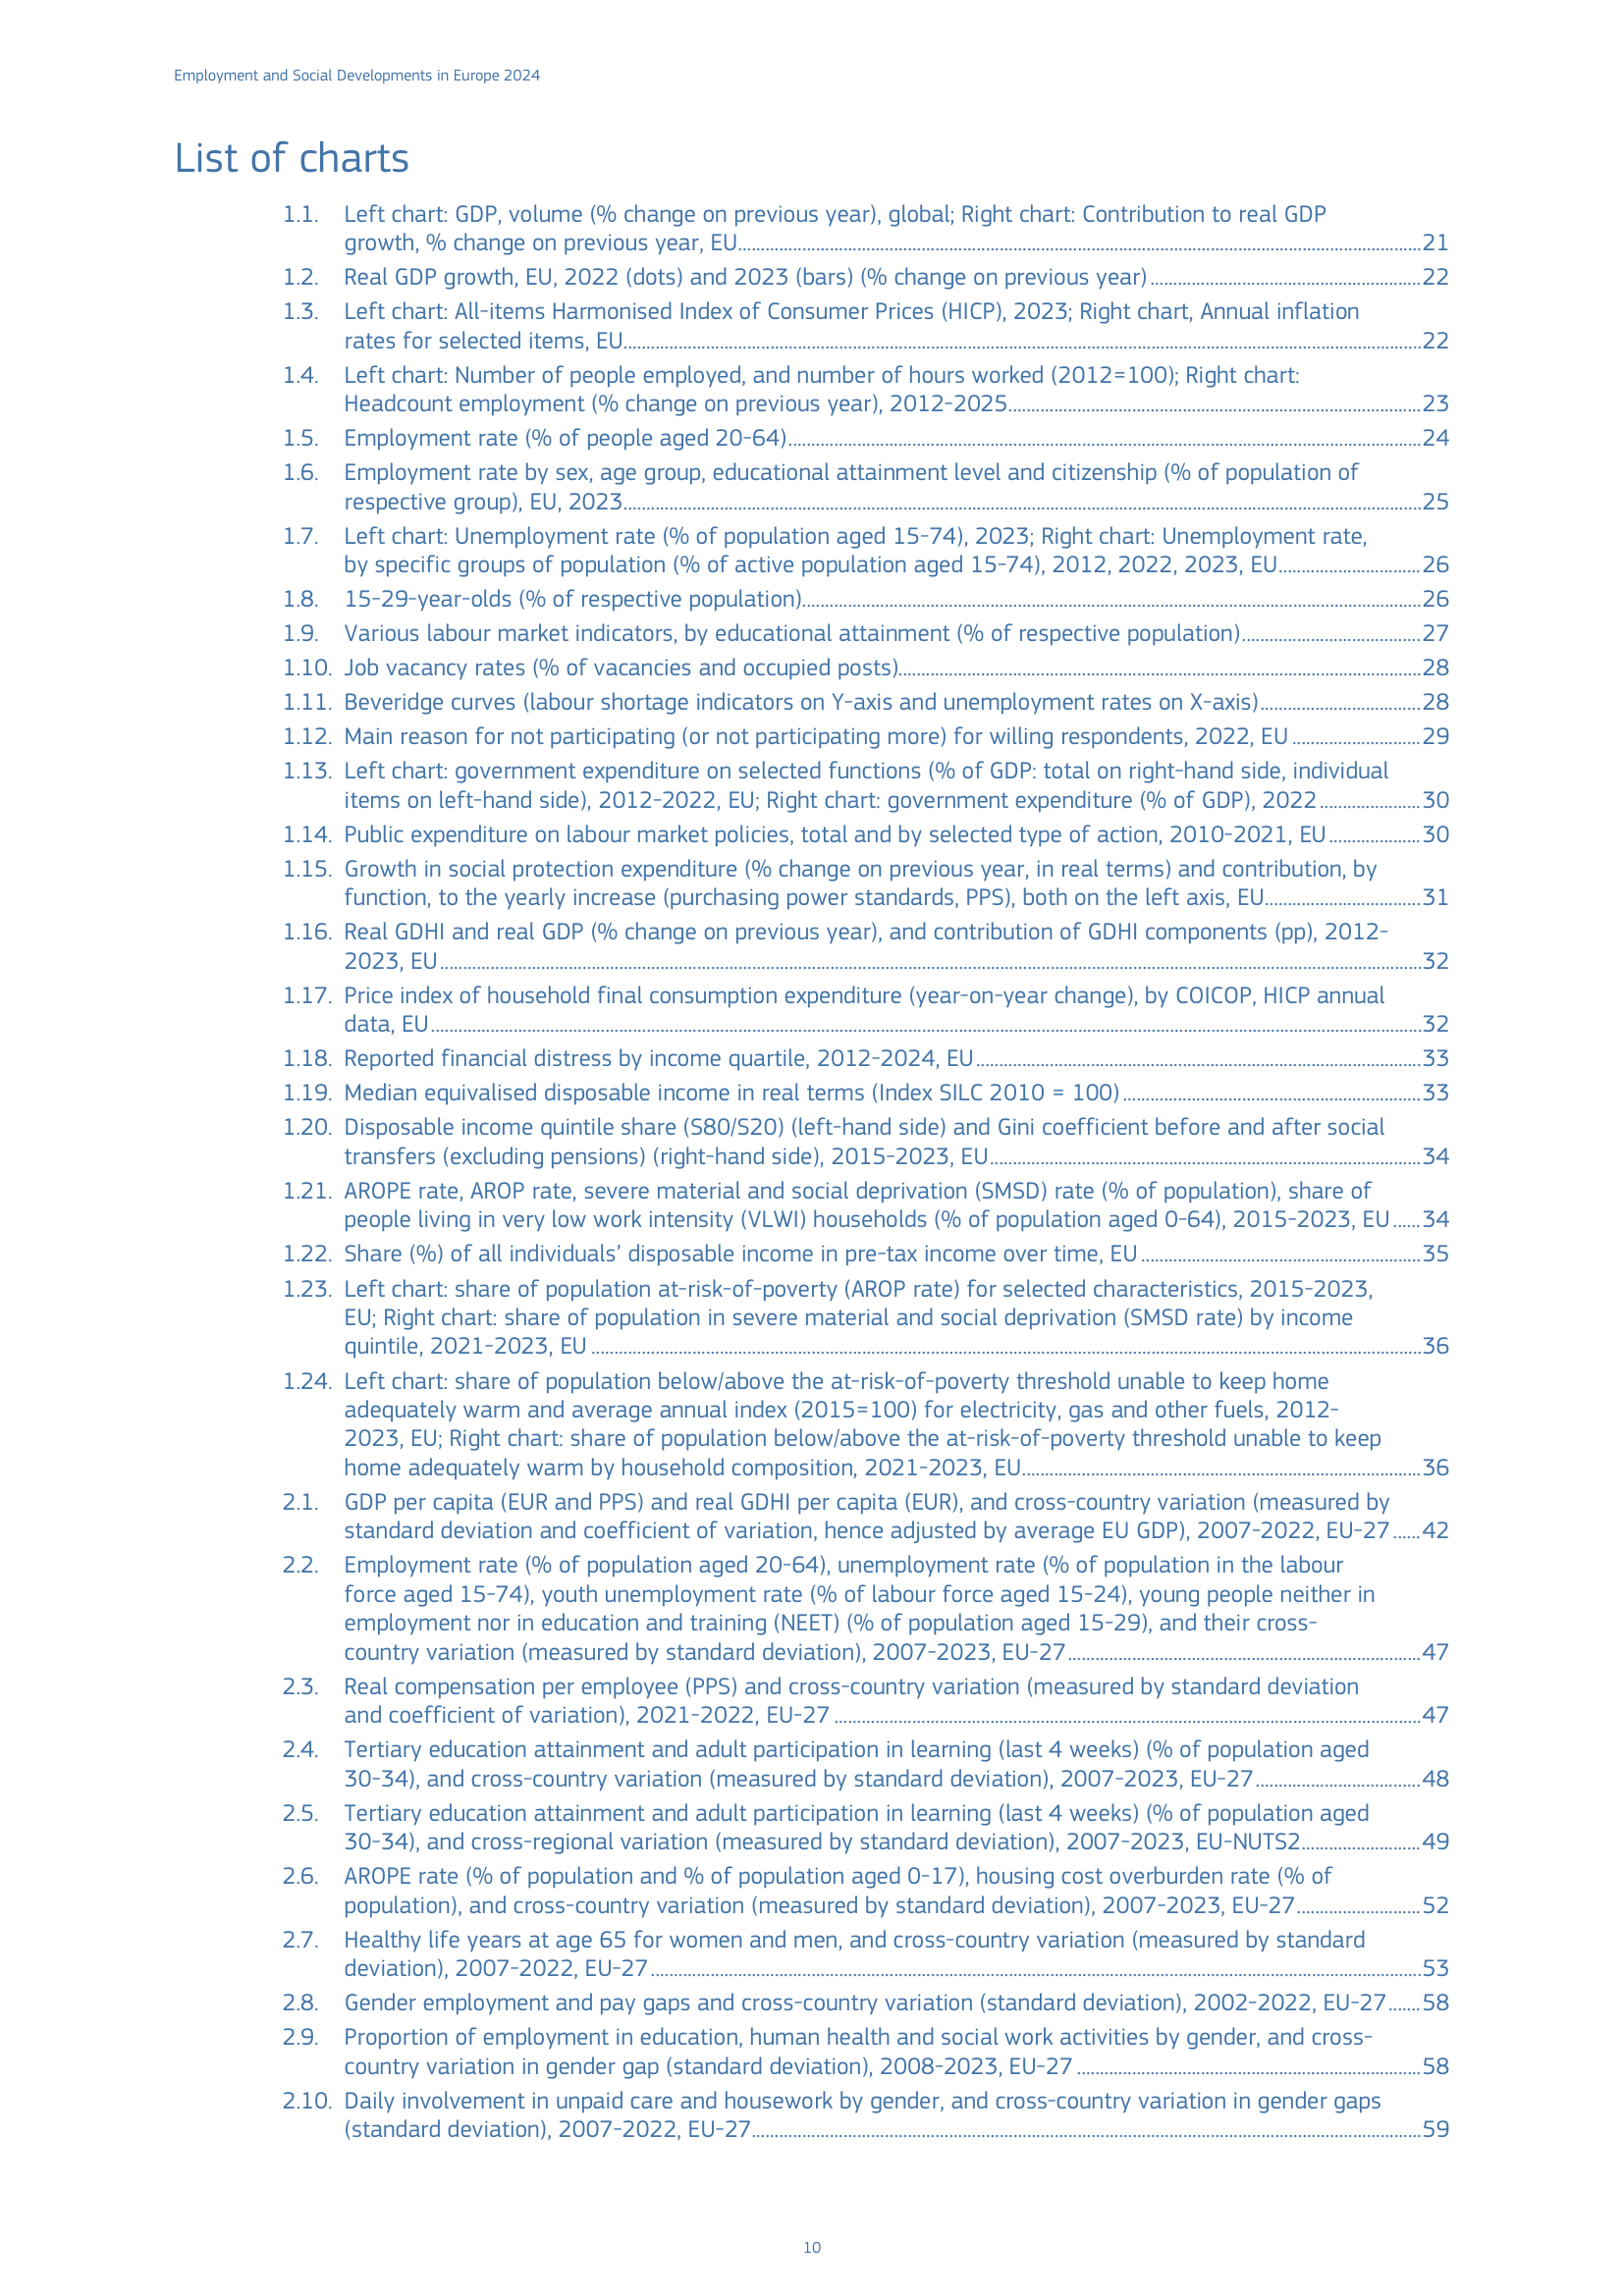 Employment and Social Developments in Europe 2024
List of charts
1.1. Left chart: GDP, volume (% change on previous year), global; Right chart: Contribution to real GDP
growth, % change on previous year, EU 21
1.2. Real GDP growth, EU, 2022 (dots) and 2023 (bars) (% change on previous year) 22
1.3. Left chart: All-items Harmonised Index of Consumer Prices (HICP), 2023; Right chart, Annual inflation
rates for selected items, EU 22
1.4. Left chart: Number of people employed, and number of hours worked (2012=100); Right chart:
Headcount employment (% change on previous year), 2012-2025 23
1.5. Employment rate (% of people aged 20-64) 24
1.6. Employment rate by sex, age group, educational attainment level and citizenship (% of population of
respective group), EU, 2023 25
1.7. Left chart: Unemployment rate (% of population aged 15-74), 2023; Right chart: Unemployment rate,
by specific groups of population (% of active population aged 15-74), 2012, 2022, 2023, EU 26
1.8. 15-29-year-olds (% of respective population) 26
1.9. Various labour market indicators, by educational attainment (% of respective population) 27
1.10. Job vacancy rates (% of vacancies and occupied posts) 28
1.11. Beveridge curves (labour shortage indicators on Y-axis and unemployment rates on X-axis) 28
1.12. Main reason for not participating (or not participating more) for willing respondents, 2022, EU 29
1.13. Left chart: government expenditure on selected functions (% of GDP: total on right-hand side, individual
items on left-hand side), 2012-2022, EU; Right chart: government expenditure (% of GDP), 2022 30
1.14. Public expenditure on labour market policies, total and by selected type of action, 2010-2021, EU 30
1.15. Growth in social protection expenditure (% change on previous year, in real terms) and contribution, by
function, to the yearly increase (purchasing power standards, PPS), both on the left axis, EU 31
1.16. Real GDHI and real GDP (% change on previous year), and contribution of GDHI components (pp), 2012-
2023, EU 32
1.17. Price index of household final consumption expenditure (year-on-year change), by COICOP, HICP annual
data, EU 32
1.18. Reported financial distress by income quartile, 2012-2024, EU 33
1.19. Median equivalised disposable income in real terms (Index SILC 2010 = 100) 33
1.20. Disposable income quintile share (S80/S20) (left-hand side) and Gini coefficient before and after social
transfers (excluding pensions) (right-hand side), 2015-2023, EU 34
1.21. AROPE rate, AROP rate, severe material and social deprivation (SMSD) rate (% of population), share of
people living in very low work intensity (VLWI) households (% of population aged 0-64), 2015-2023, EU 34
1.22. Share (%) of all individuals’ disposable income in pre-tax income over time, EU 35
1.23. Left chart: share of population at-risk-of-poverty (AROP rate) for selected characteristics, 2015-2023,
EU; Right chart: share of population in severe material and social deprivation (SMSD rate) by income
quintile, 2021-2023, EU 36
1.24. Left chart: share of population below/above the at-risk-of-poverty threshold unable to keep home
adequately warm and average annual index (2015=100) for electricity, gas and other fuels, 2012-
2023, EU; Right chart: share of population below/above the at-risk-of-poverty threshold unable to keep
home adequately warm by household composition, 2021-2023, EU 36
2.1. GDP per capita (EUR and PPS) and real GDHI per capita (EUR), and cross-country variation (measured by
standard deviation and coefficient of variation, hence adjusted by average EU GDP), 2007-2022, EU-27 42
2.2. Employment rate (% of population aged 20-64), unemployment rate (% of population in the labour
force aged 15-74), youth unemployment rate (% of labour force aged 15-24), young people neither in
employment nor in education and training (NEET) (% of population aged 15-29), and their cross-
country variation (measured by standard deviation), 2007-2023, EU-27 47
2.3. Real compensation per employee (PPS) and cross-country variation (measured by standard deviation
and coefficient of variation), 2021-2022, EU-27 47
2.4. Tertiary education attainment and adult participation in learning (last 4 weeks) (% of population aged
30-34), and cross-country variation (measured by standard deviation), 2007-2023, EU-27 48
2.5. Tertiary education attainment and adult participation in learning (last 4 weeks) (% of population aged
30-34), and cross-regional variation (measured by standard deviation), 2007-2023, EU-NUTS2 49
2.6. AROPE rate (% of population and % of population aged 0-17), housing cost overburden rate (% of
population), and cross-country variation (measured by standard deviation), 2007-2023, EU-27 52
2.7. Healthy life years at age 65 for women and men, and cross-country variation (measured by standard
deviation), 2007-2022, EU-27 53
2.8. Gender employment and pay gaps and cross-country variation (standard deviation), 2002-2022, EU-27 58
2.9. Proportion of employment in education, human health and social work activities by gender, and cross-
country variation in gender gap (standard deviation), 2008-2023, EU-27 58
2.10. Daily involvement in unpaid care and housework by gender, and cross-country variation in gender gaps
(standard deviation), 2007-2022, EU-27 59
10